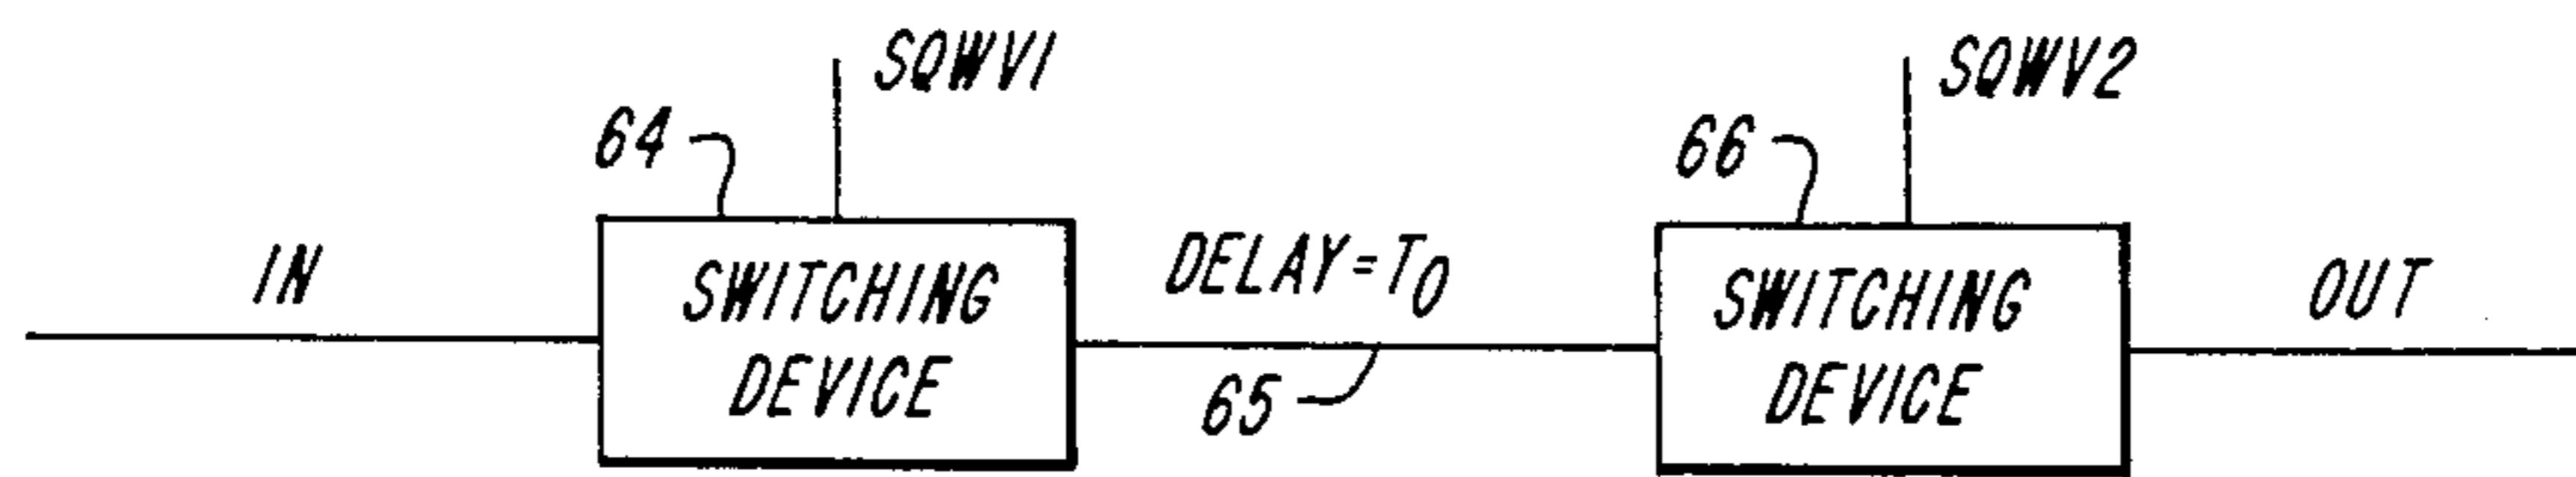 SQWV1
SQWV2
64
66
IN
SWITCHING
DEVICE
DELAY=T0
65
SWITCHING
DEVICE
OUT